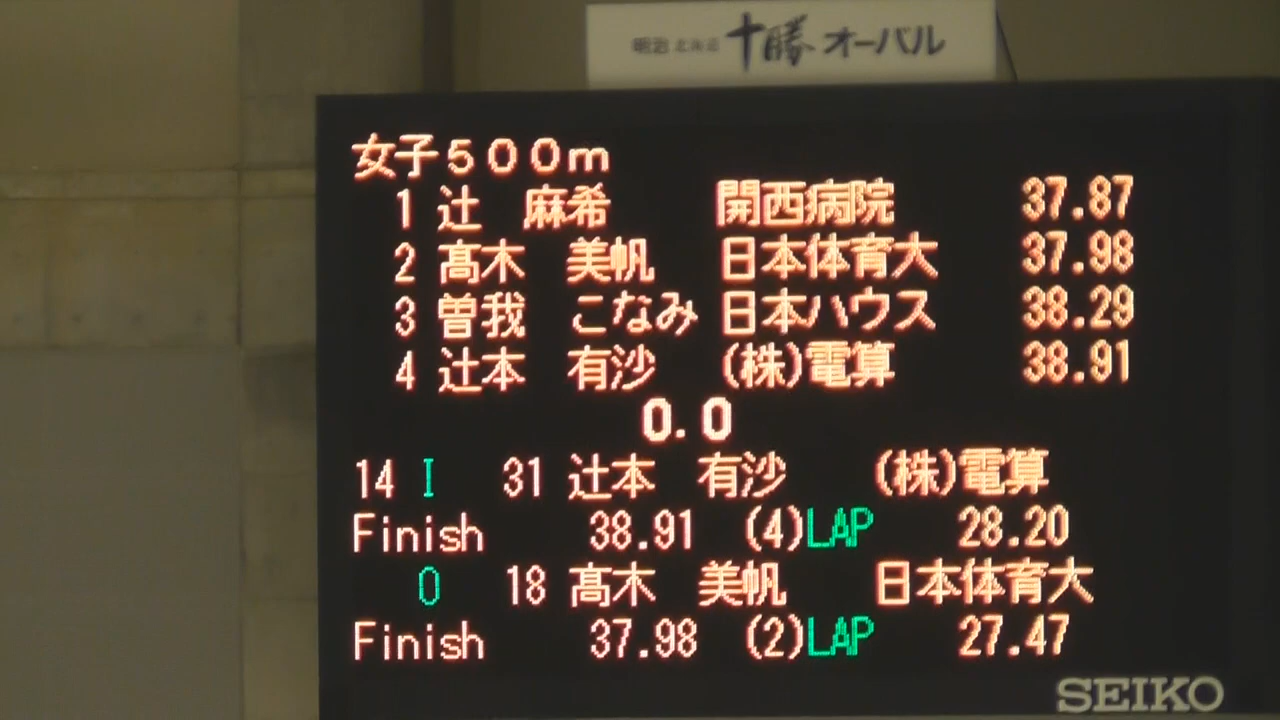 明治 北海道 十勝 オーバル
女子500m
1 辻 麻希 開西病院 37.87
2 髙木 美帆 日本体育大 37.98
3 曽我 こなみ 日本ハウス 38.29
4 辻本 有沙 (株)電算 38.91
0.0
14 I 31 辻本 有沙 (株)電算
Finish 38.91 (4)LAP 28.20
O 18 髙木 美帆 日本体育大
Finish 37.98 (2)LAP 27.47
SEIKO